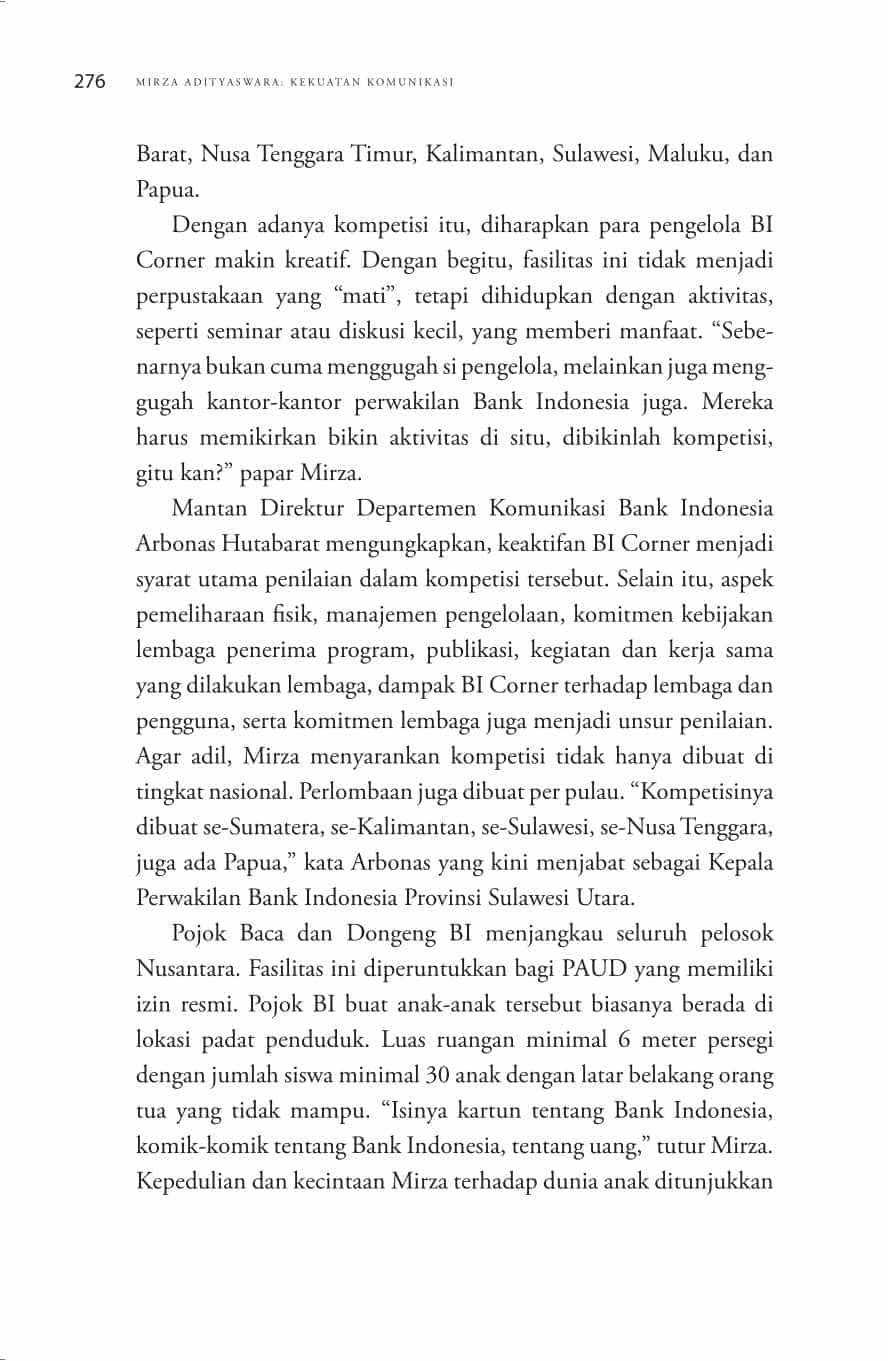 276 MIRZA ADITYASWARA: KEKUATAN KOMUNIKASI
Barat, Nusa Tenggara Timur, Kalimantan, Sulawesi, Maluku, dan
Papua.
Dengan adanya kompetisi itu, diharapkan para pengelola BI
Corner makin kreatif. Dengan begitu, fasilitas ini tidak menjadi
perpustakaan yang “mati”, tetapi dihidupkan dengan aktivitas,
seperti seminar atau diskusi kecil, yang memberi manfaat. “Sebe-
narnya bukan cuma menggugah si pengelola, melainkan juga meng-
gugah kantor-kantor perwakilan Bank Indonesia juga. Mereka
harus memikirkan bikin aktivitas di situ, dibikinlah kompetisi,
gitu kan?” papar Mirza.
Mantan Direktur Departemen Komunikasi Bank Indonesia
Arbonas Hutabarat mengungkapkan, keaktifan BI Corner menjadi
syarat utama penilaian dalam kompetisi tersebut. Selain itu, aspek
pemeliharaan fisik, manajemen pengelolaan, komitmen kebijakan
lembaga penerima program, publikasi, kegiatan dan kerja sama
yang dilakukan lembaga, dampak BI Corner terhadap lembaga dan
pengguna, serta komitmen lembaga juga menjadi unsur penilaian.
Agar adil, Mirza menyarankan kompetisi tidak hanya dibuat di
tingkat nasional. Perlombaan juga dibuat per pulau. “Kompetisinya
dibuat se-Sumatera, se-Kalimantan, se-Sulawesi, se-Nusa Tenggara,
juga ada Papua,” kata Arbonas yang kini menjabat sebagai Kepala
Perwakilan Bank Indonesia Provinsi Sulawesi Utara.
Pojok Baca dan Dongeng BI menjangkau seluruh pelosok
Nusantara. Fasilitas ini diperuntukkan bagi PAUD yang memiliki
izin resmi. Pojok BI buat anak-anak tersebut biasanya berada di
lokasi padat penduduk. Luas ruangan minimal 6 meter persegi
dengan jumlah siswa minimal 30 anak dengan latar belakang orang
tua yang tidak mampu. “Isinya kartun tentang Bank Indonesia,
komik-komik tentang Bank Indonesia, tentang uang,” tutur Mirza.
Kepedulian dan kecintaan Mirza terhadap dunia anak ditunjukkan